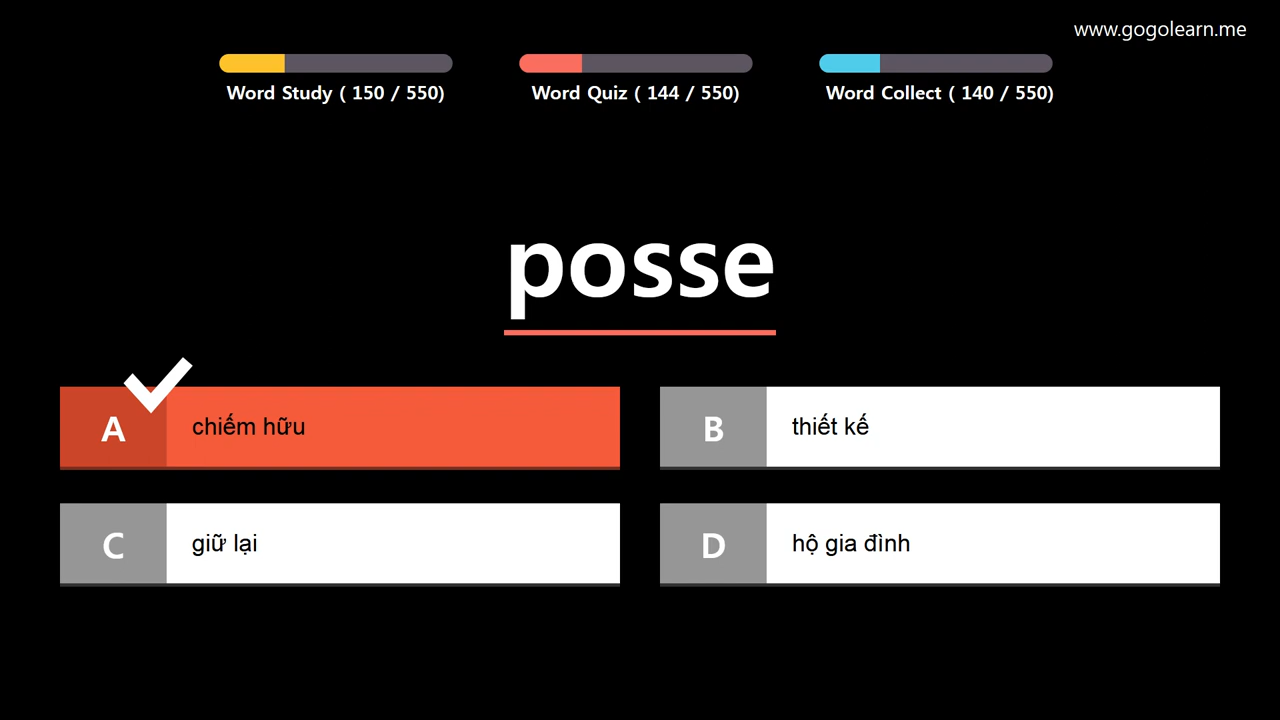 www.gogolearn.me
Word Study ( 150 / 550)
Word Quiz ( 144 / 550)
Word Collect ( 140 / 550)
posse
A chiếm hữu
B thiết kế
C giữ lại
D hộ gia đình